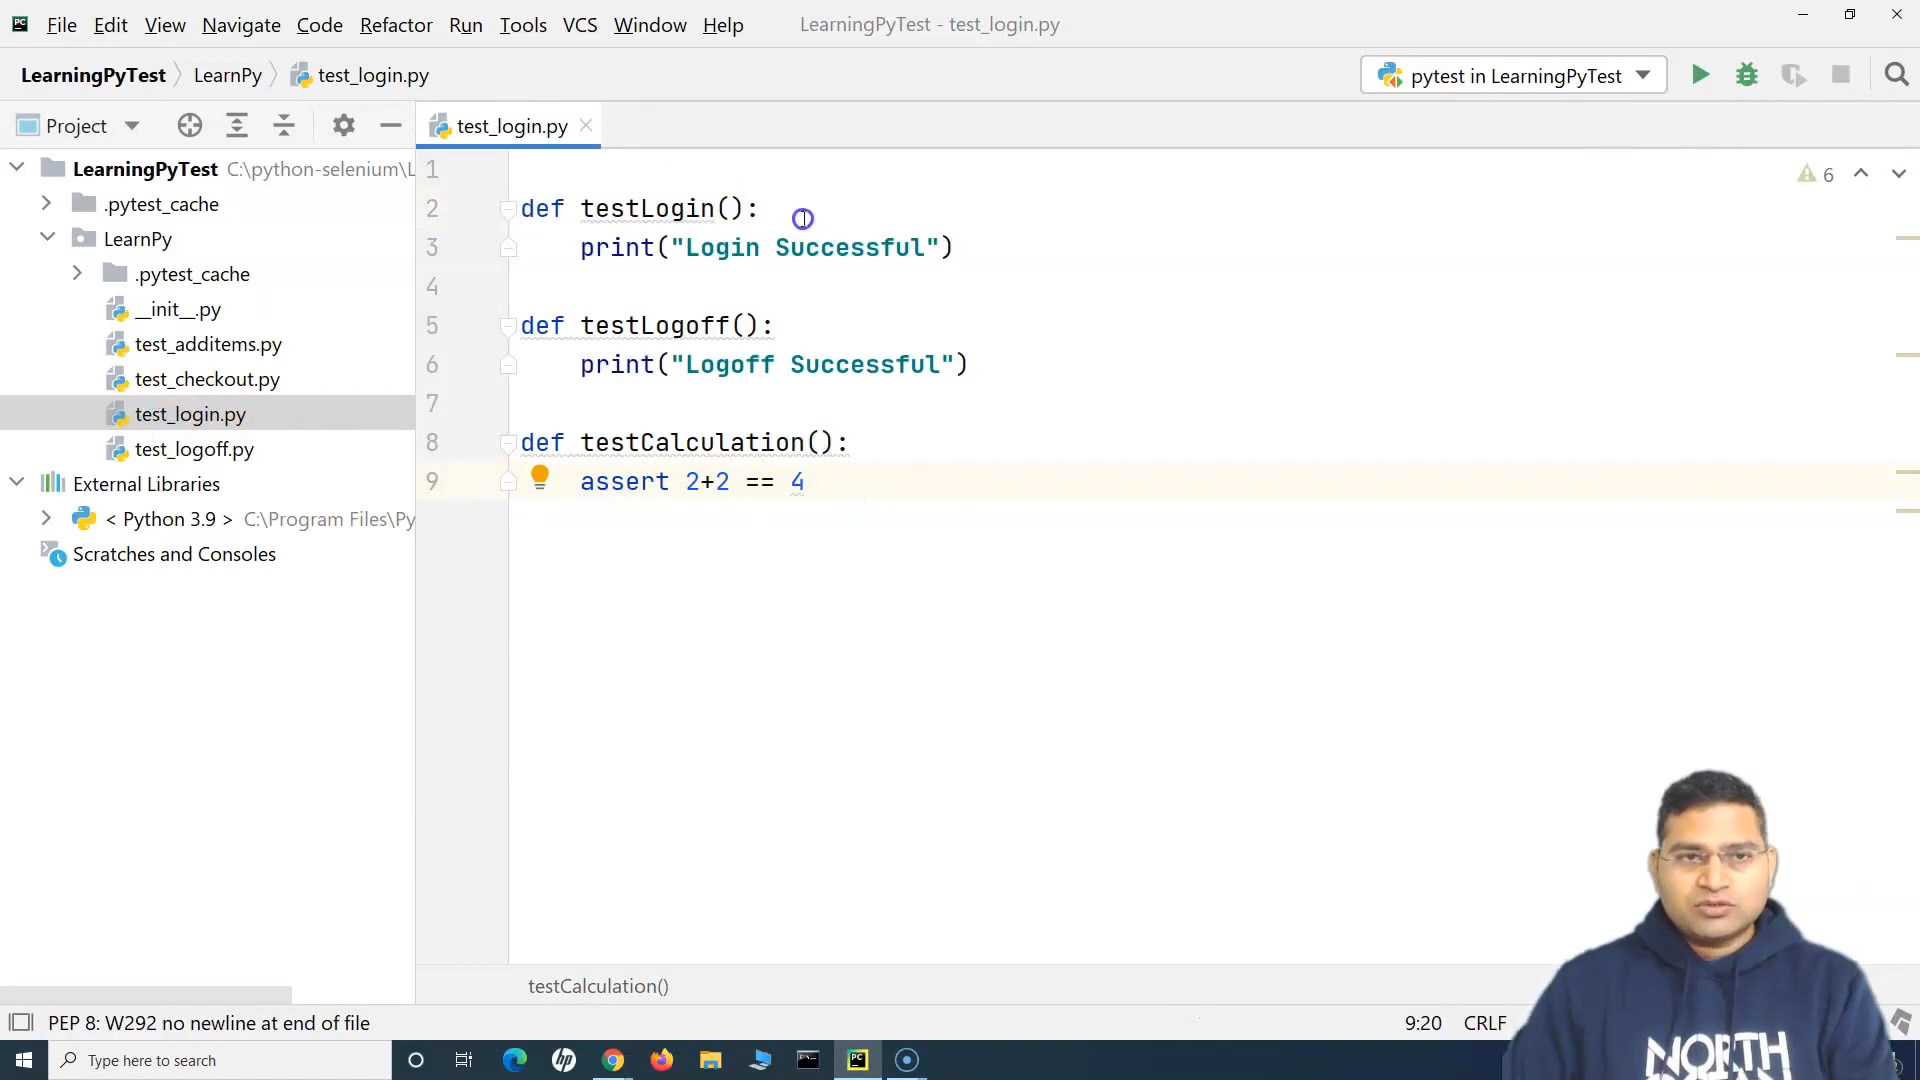 File Edit View Navigate Code Refactor Run Tools VCS Window Help LearningPyTest - test_login.py
LearningPyTest LearnPy test_login.py pytest in LearningPyTest
Project test_login.py
LearningPyTest C:\python-selenium\L
.pytest_cache
LearnPy
.pytest_cache
__init__.py
test_additems.py
test_checkout.py
test_login.py
test_logoff.py
External Libraries
< Python 3.9 > C:\Program Files\Py
Scratches and Consoles
6
1
2 def testLogin():
3 print("Login Successful")
4
5 def testLogoff():
6 print("Logoff Successful")
7
8 def testCalculation():
9 assert 2+2 == 4
testCalculation()
PEP 8: W292 no newline at end of file 9:20 CRLF
Type here to search
NORTH